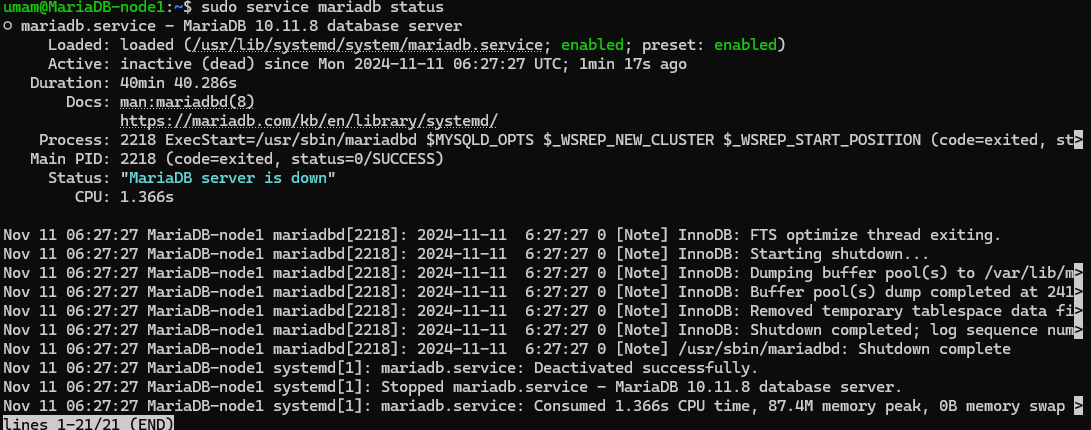 umam@MariaDB-node1:~$ sudo service mariadb status
○ mariadb.service - MariaDB 10.11.8 database server
     Loaded: loaded (/usr/lib/systemd/system/mariadb.service; enabled; preset: enabled)
     Active: inactive (dead) since Mon 2024-11-11 06:27:27 UTC; 1min 17s ago
   Duration: 40min 40.286s
       Docs: man:mariadbd(8)
             https://mariadb.com/kb/en/library/systemd/
    Process: 2218 ExecStart=/usr/sbin/mariadbd $MYSQLD_OPTS $_WSREP_NEW_CLUSTER $_WSREP_START_POSITION (code=exited, st>
   Main PID: 2218 (code=exited, status=0/SUCCESS)
     Status: "MariaDB server is down"
        CPU: 1.366s

Nov 11 06:27:27 MariaDB-node1 mariadbd[2218]: 2024-11-11  6:27:27 0 [Note] InnoDB: FTS optimize thread exiting.
Nov 11 06:27:27 MariaDB-node1 mariadbd[2218]: 2024-11-11  6:27:27 0 [Note] InnoDB: Starting shutdown...
Nov 11 06:27:27 MariaDB-node1 mariadbd[2218]: 2024-11-11  6:27:27 0 [Note] InnoDB: Dumping buffer pool(s) to /var/lib/m>
Nov 11 06:27:27 MariaDB-node1 mariadbd[2218]: 2024-11-11  6:27:27 0 [Note] InnoDB: Buffer pool(s) dump completed at 241>
Nov 11 06:27:27 MariaDB-node1 mariadbd[2218]: 2024-11-11  6:27:27 0 [Note] InnoDB: Removed temporary tablespace data fi>
Nov 11 06:27:27 MariaDB-node1 mariadbd[2218]: 2024-11-11  6:27:27 0 [Note] InnoDB: Shutdown completed; log sequence num>
Nov 11 06:27:27 MariaDB-node1 mariadbd[2218]: 2024-11-11  6:27:27 0 [Note] /usr/sbin/mariadbd: Shutdown complete
Nov 11 06:27:27 MariaDB-node1 systemd[1]: mariadb.service: Deactivated successfully.
Nov 11 06:27:27 MariaDB-node1 systemd[1]: Stopped mariadb.service - MariaDB 10.11.8 database server.
Nov 11 06:27:27 MariaDB-node1 systemd[1]: mariadb.service: Consumed 1.366s CPU time, 87.4M memory peak, 0B memory swap >
lines 1-21/21 (END)